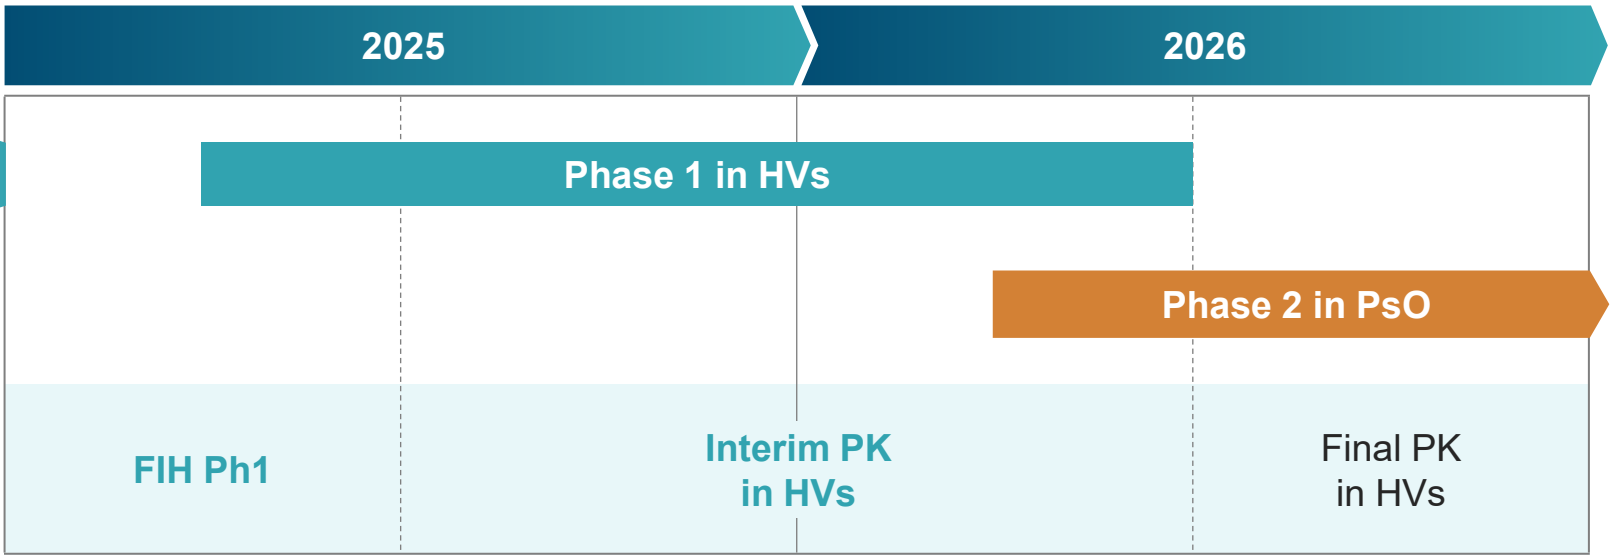 2025
2026
Phase 1 in HVs
Phase 2 in PsO
FIH Ph1
Interim PK
in HVs
Final PK
in HVs